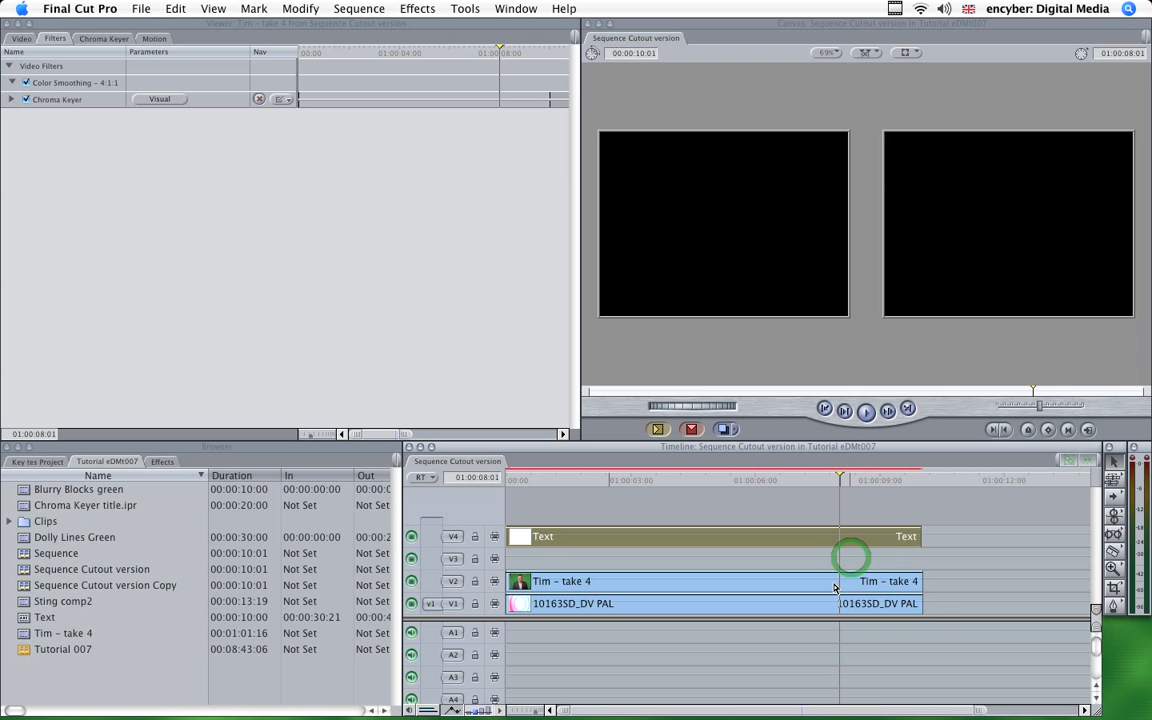 Final Cut Pro File Edit View Mark Modify Sequence Effects Tools Window Help encyber: Digital Media
Viewer: Tim – take 4 from Sequence Cutout version
Canvas: Sequence Cutout version in Tutorial eDMt007
Video Filters Chroma Keyer Motion
Sequence Cutout version
Name Parameters Nav 00:00 01:00:04:00 01:00:08:00
00:00:10:01 69% 01:00:08:01
Video Filters
Color Smoothing – 4:1:1
Chroma Keyer Visual
01:00:08:01
Browser
Timeline: Sequence Cutout version in Tutorial eDMt007
Key tes Project Tutorial eDMt007 Effects
Sequence Cutout version
Name Duration In Out
RT 01:00:08:01 00:00 01:00:03:00 01:00:06:00 01:00:09:00 01:00:12:00
Blurry Blocks green 00:00:10:00 00:00:00:00 00:00:0
Chroma Keyer title.ipr 00:00:20:00 Not Set Not Set
Clips
Dolly Lines Green 00:00:30:00 00:00:00:00 00:00:2
Sequence 00:00:10:01 Not Set Not Set
Sequence Cutout version 00:00:10:01 Not Set Not Set
Sequence Cutout version Copy 00:00:10:01 Not Set Not Set
Sting comp2 00:00:13:19 Not Set Not Set
Text 00:00:10:00 00:00:30:21 00:00:4
Tim – take 4 00:01:01:16 Not Set Not Set
Tutorial 007 00:08:43:06 Not Set Not Set
V4 Text Text
V3
V2 Tim – take 4 Tim – take 4
v1 V1 10163SD_DV PAL 10163SD_DV PAL
A1
A2
A3
A4